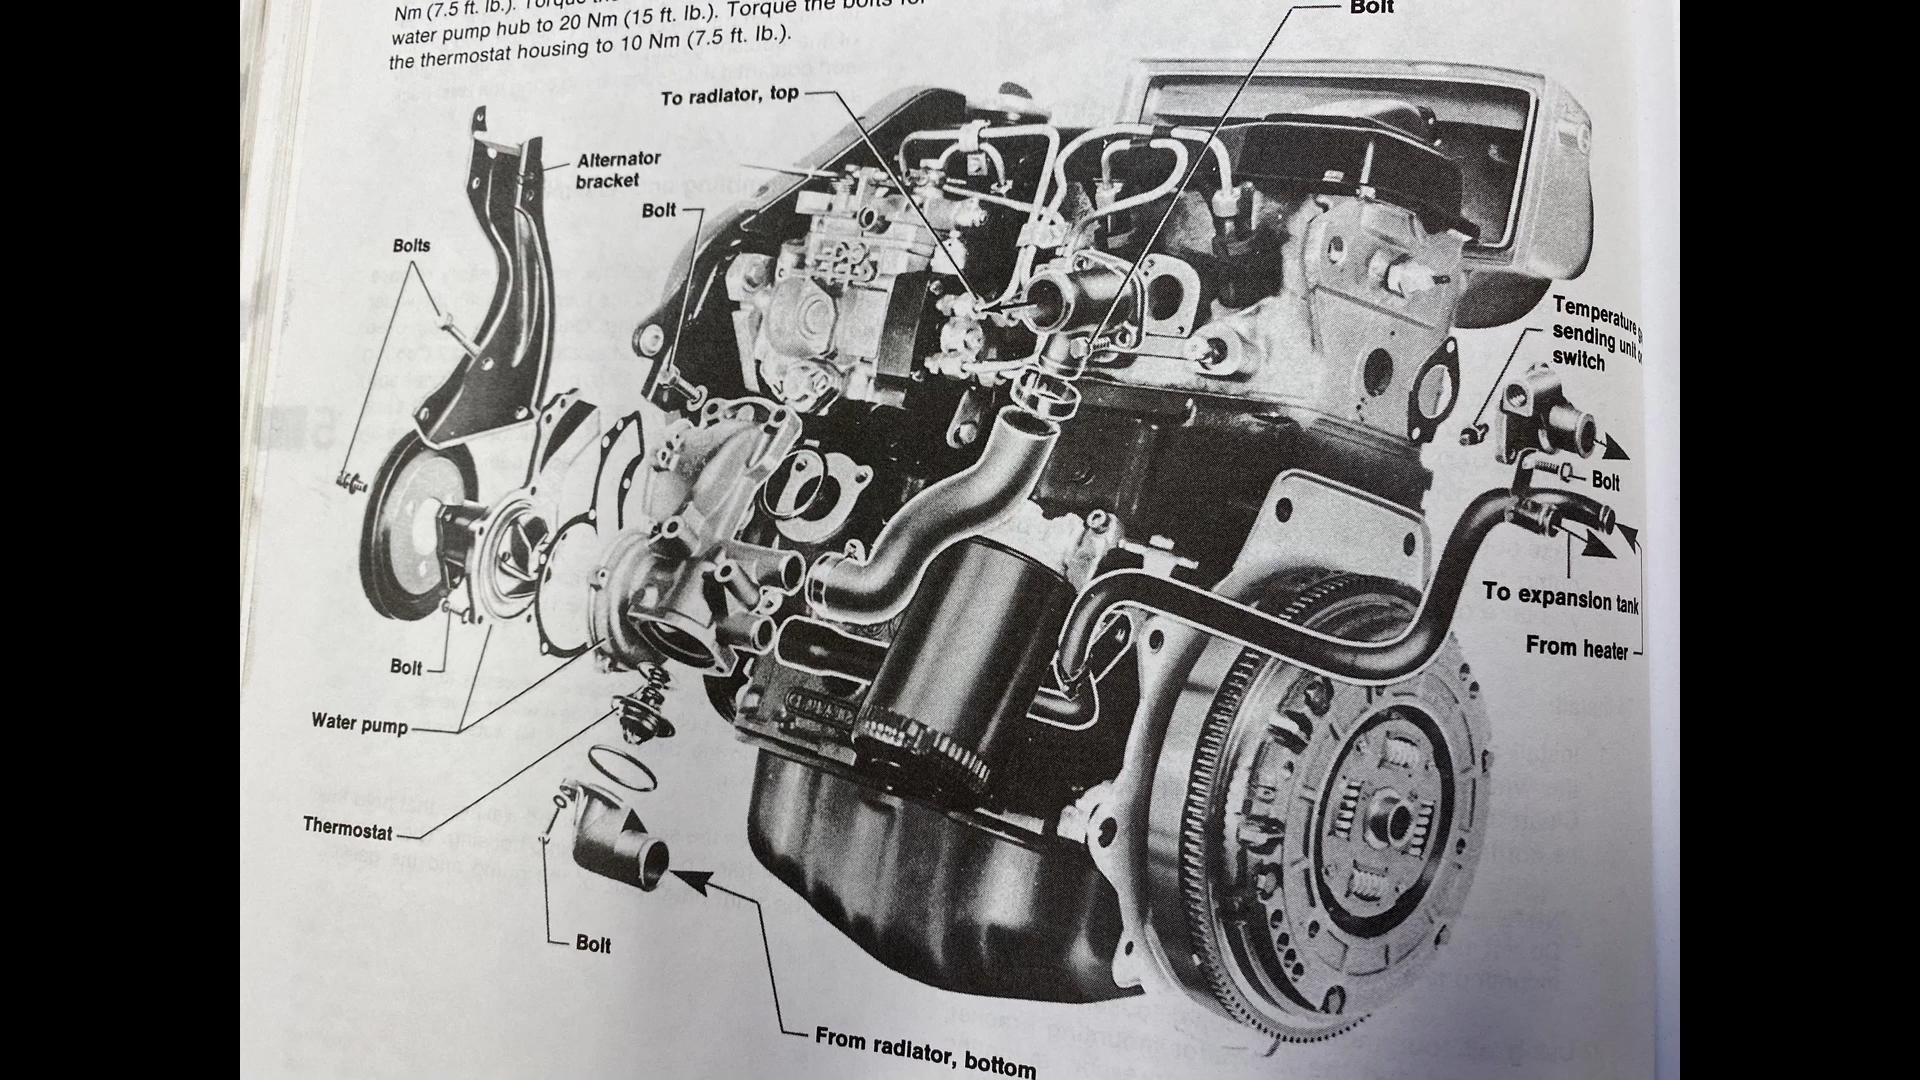 Nm (7.5 ft. lb.). Torque the
water pump hub to 20 Nm (15 ft. lb.). Torque the bolts for
the thermostat housing to 10 Nm (7.5 ft. lb.).
Bolt
To radiator, top
Alternator
bracket
Bolt
Bolts
Temperature
sending unit or
switch
Bolt
To expansion tank
From heater
Bolt
Water pump
Thermostat
Bolt
From radiator, bottom